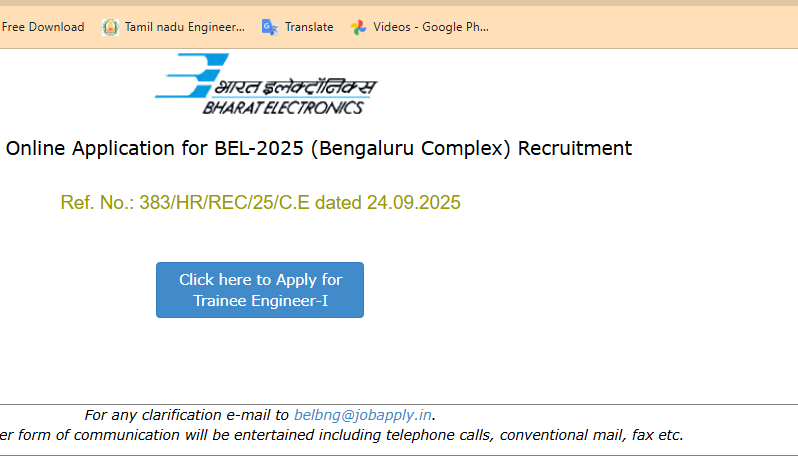 Free Download Tamil nadu Engineer... Translate Videos - Google Ph...
भारत इलेक्ट्रॉनिक्स
BHARAT ELECTRONICS
Online Application for BEL-2025 (Bengaluru Complex) Recruitment
Ref. No.: 383/HR/REC/25/C.E dated 24.09.2025
Click here to Apply for
Trainee Engineer-I
For any clarification e-mail to belbng@jobapply.in.
er form of communication will be entertained including telephone calls, conventional mail, fax etc.